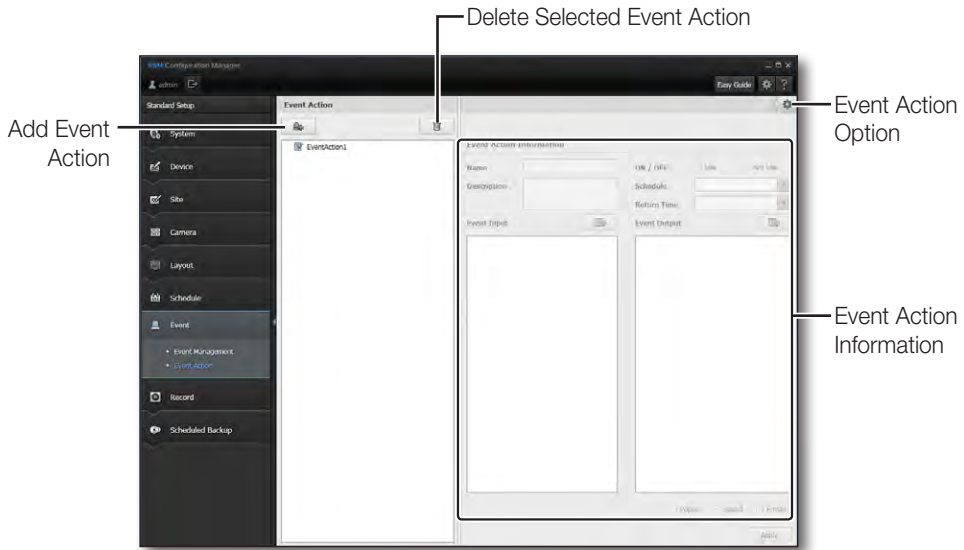 Delete Selected Event Action
Configuration Manager
admin
Easy Guide
?
Standard Setup
Event Action
Event Action
Option
Add Event
Action
System
EventAction1
Event Action Information
Name
ON / OFF
Device
Description
Schedule
Return Time
Site
Event Input
Event Output
Camera
Layout
Schedule
Event
Event Action
Information
Event Management
Event Action
Record
Scheduled Backup
Apply